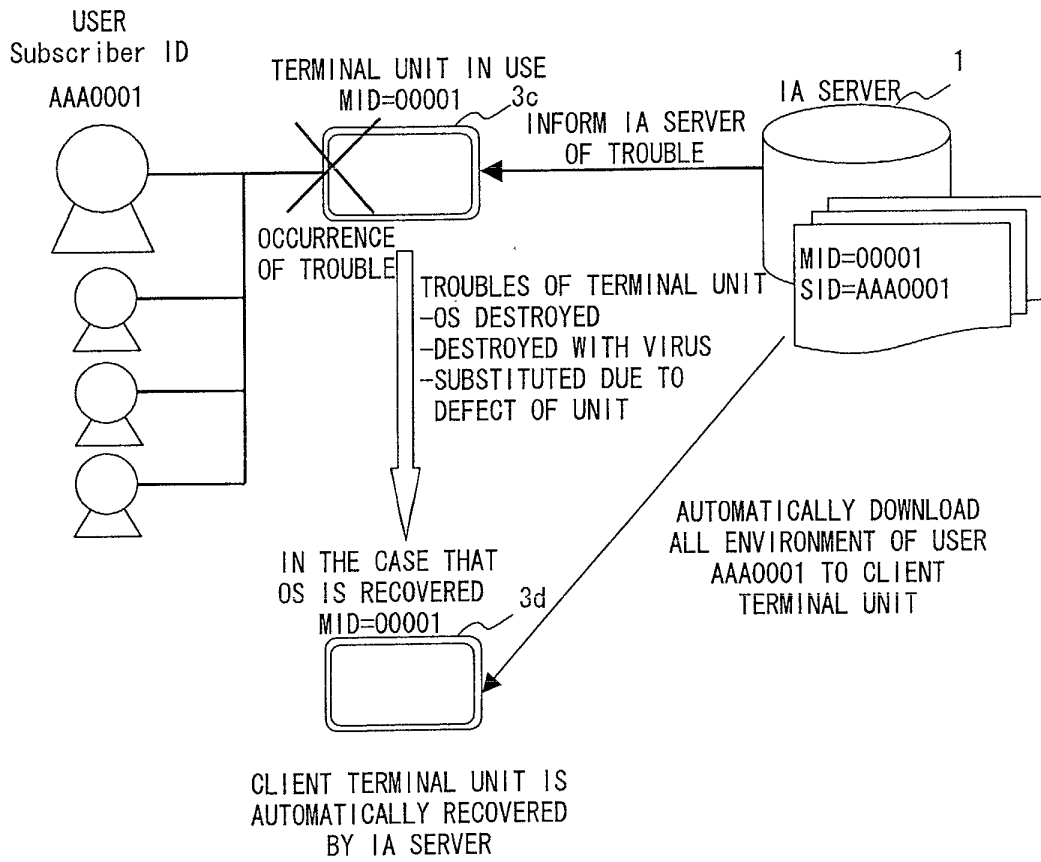 USER
Subscriber ID
AAA0001
TERMINAL UNIT IN USE
MID=00001
3c
INFORM IA SERVER
OF TROUBLE
IA SERVER
1
MID=00001
SID=AAA0001
OCCURRENCE
OF TROUBLE
TROUBLES OF TERMINAL UNIT
-OS DESTROYED
-DESTROYED WITH VIRUS
-SUBSTITUTED DUE TO
DEFECT OF UNIT
AUTOMATICALLY DOWNLOAD
ALL ENVIRONMENT OF USER
AAA0001 TO CLIENT
TERMINAL UNIT
IN THE CASE THAT
OS IS RECOVERED
MID=00001
3d
CLIENT TERMINAL UNIT IS
AUTOMATICALLY RECOVERED
BY IA SERVER